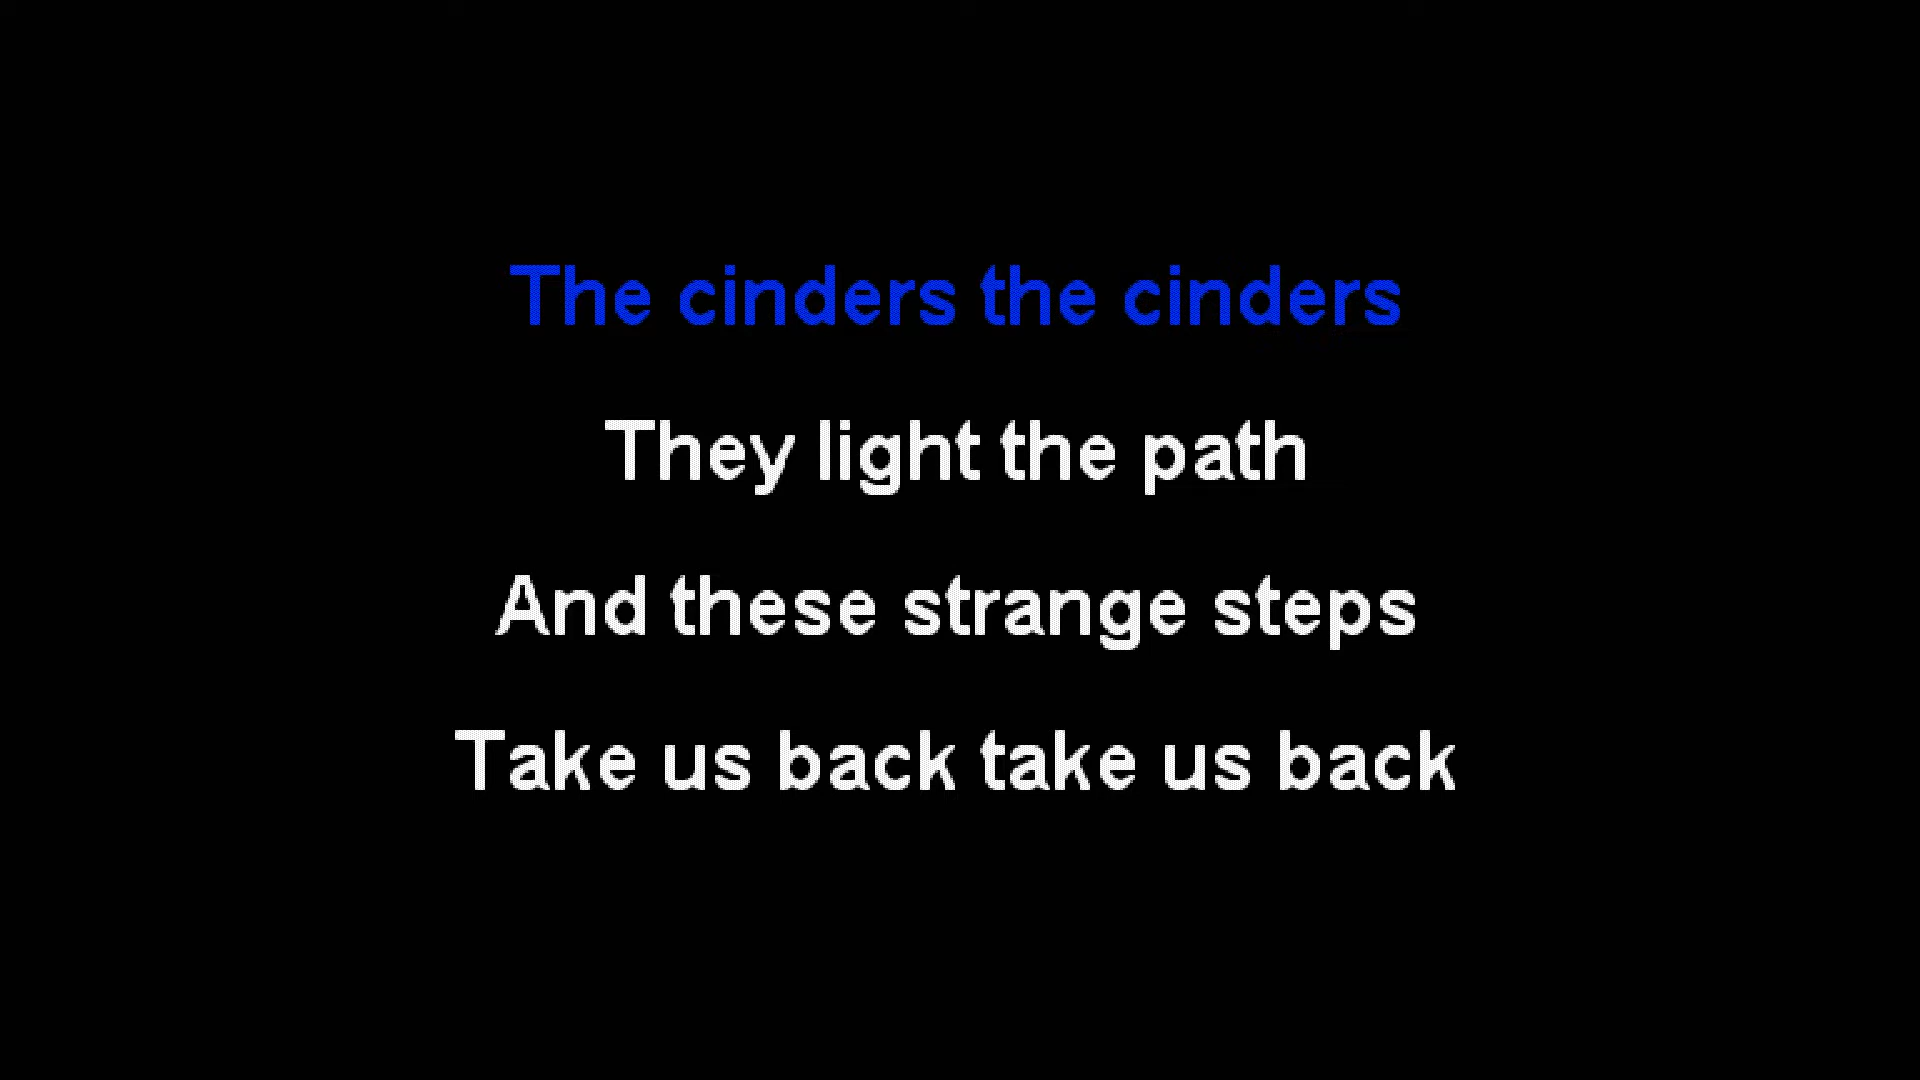 The cinders the cinders
They light the path
And these strange steps
Take us back take us back